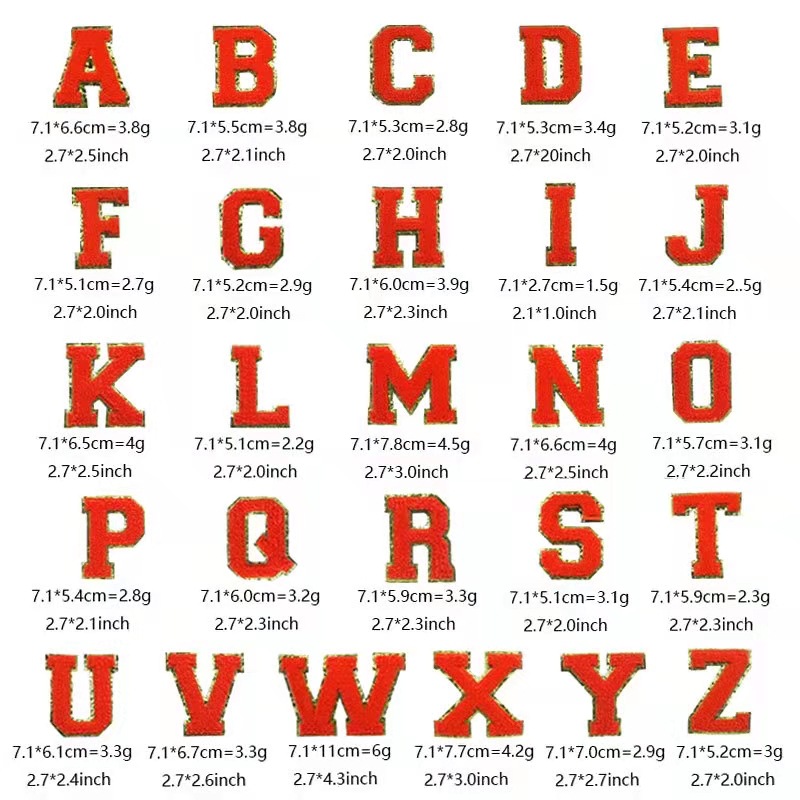 A B C D E
7.1*6.6cm=3.8g 7.1*5.5cm=3.8g 7.1*5.3cm=2.8g 7.1*5.3cm=3.4g 7.1*5.2cm=3.1g
2.7*2.5inch 2.7*2.1inch 2.7*2.0inch 2.7*20inch 2.7*2.0inch
F G H I J
7.1*5.1cm=2.7g 7.1*5.2cm=2.9g 7.1*6.0cm=3.9g 7.1*2.7cm=1.5g 7.1*5.4cm=2..5g
2.7*2.0inch 2.7*2.0inch 2.7*2.3inch 2.1*1.0inch 2.7*2.1inch
K L M N O
7.1*6.5cm=4g 7.1*5.1cm=2.2g 7.1*7.8cm=4.5g 7.1*6.6cm=4g 7.1*5.7cm=3.1g
2.7*2.5inch 2.7*2.0inch 2.7*3.0inch 2.7*2.5inch 2.7*2.2inch
P Q R S T
7.1*5.4cm=2.8g 7.1*6.0cm=3.2g 7.1*5.9cm=3.3g 7.1*5.1cm=3.1g 7.1*5.9cm=2.3g
2.7*2.1inch 2.7*2.3inch 2.7*2.3inch 2.7*2.0inch 2.7*2.3inch
U V W X Y Z
7.1*6.1cm=3.3g 7.1*6.7cm=3.3g 7.1*11cm=6g 7.1*7.7cm=4.2g 7.1*7.0cm=2.9g 7.1*5.2cm=3g
2.7*2.4inch 2.7*2.6inch 2.7*4.3inch 2.7*3.0inch 2.7*2.7inch 2.7*2.0inch